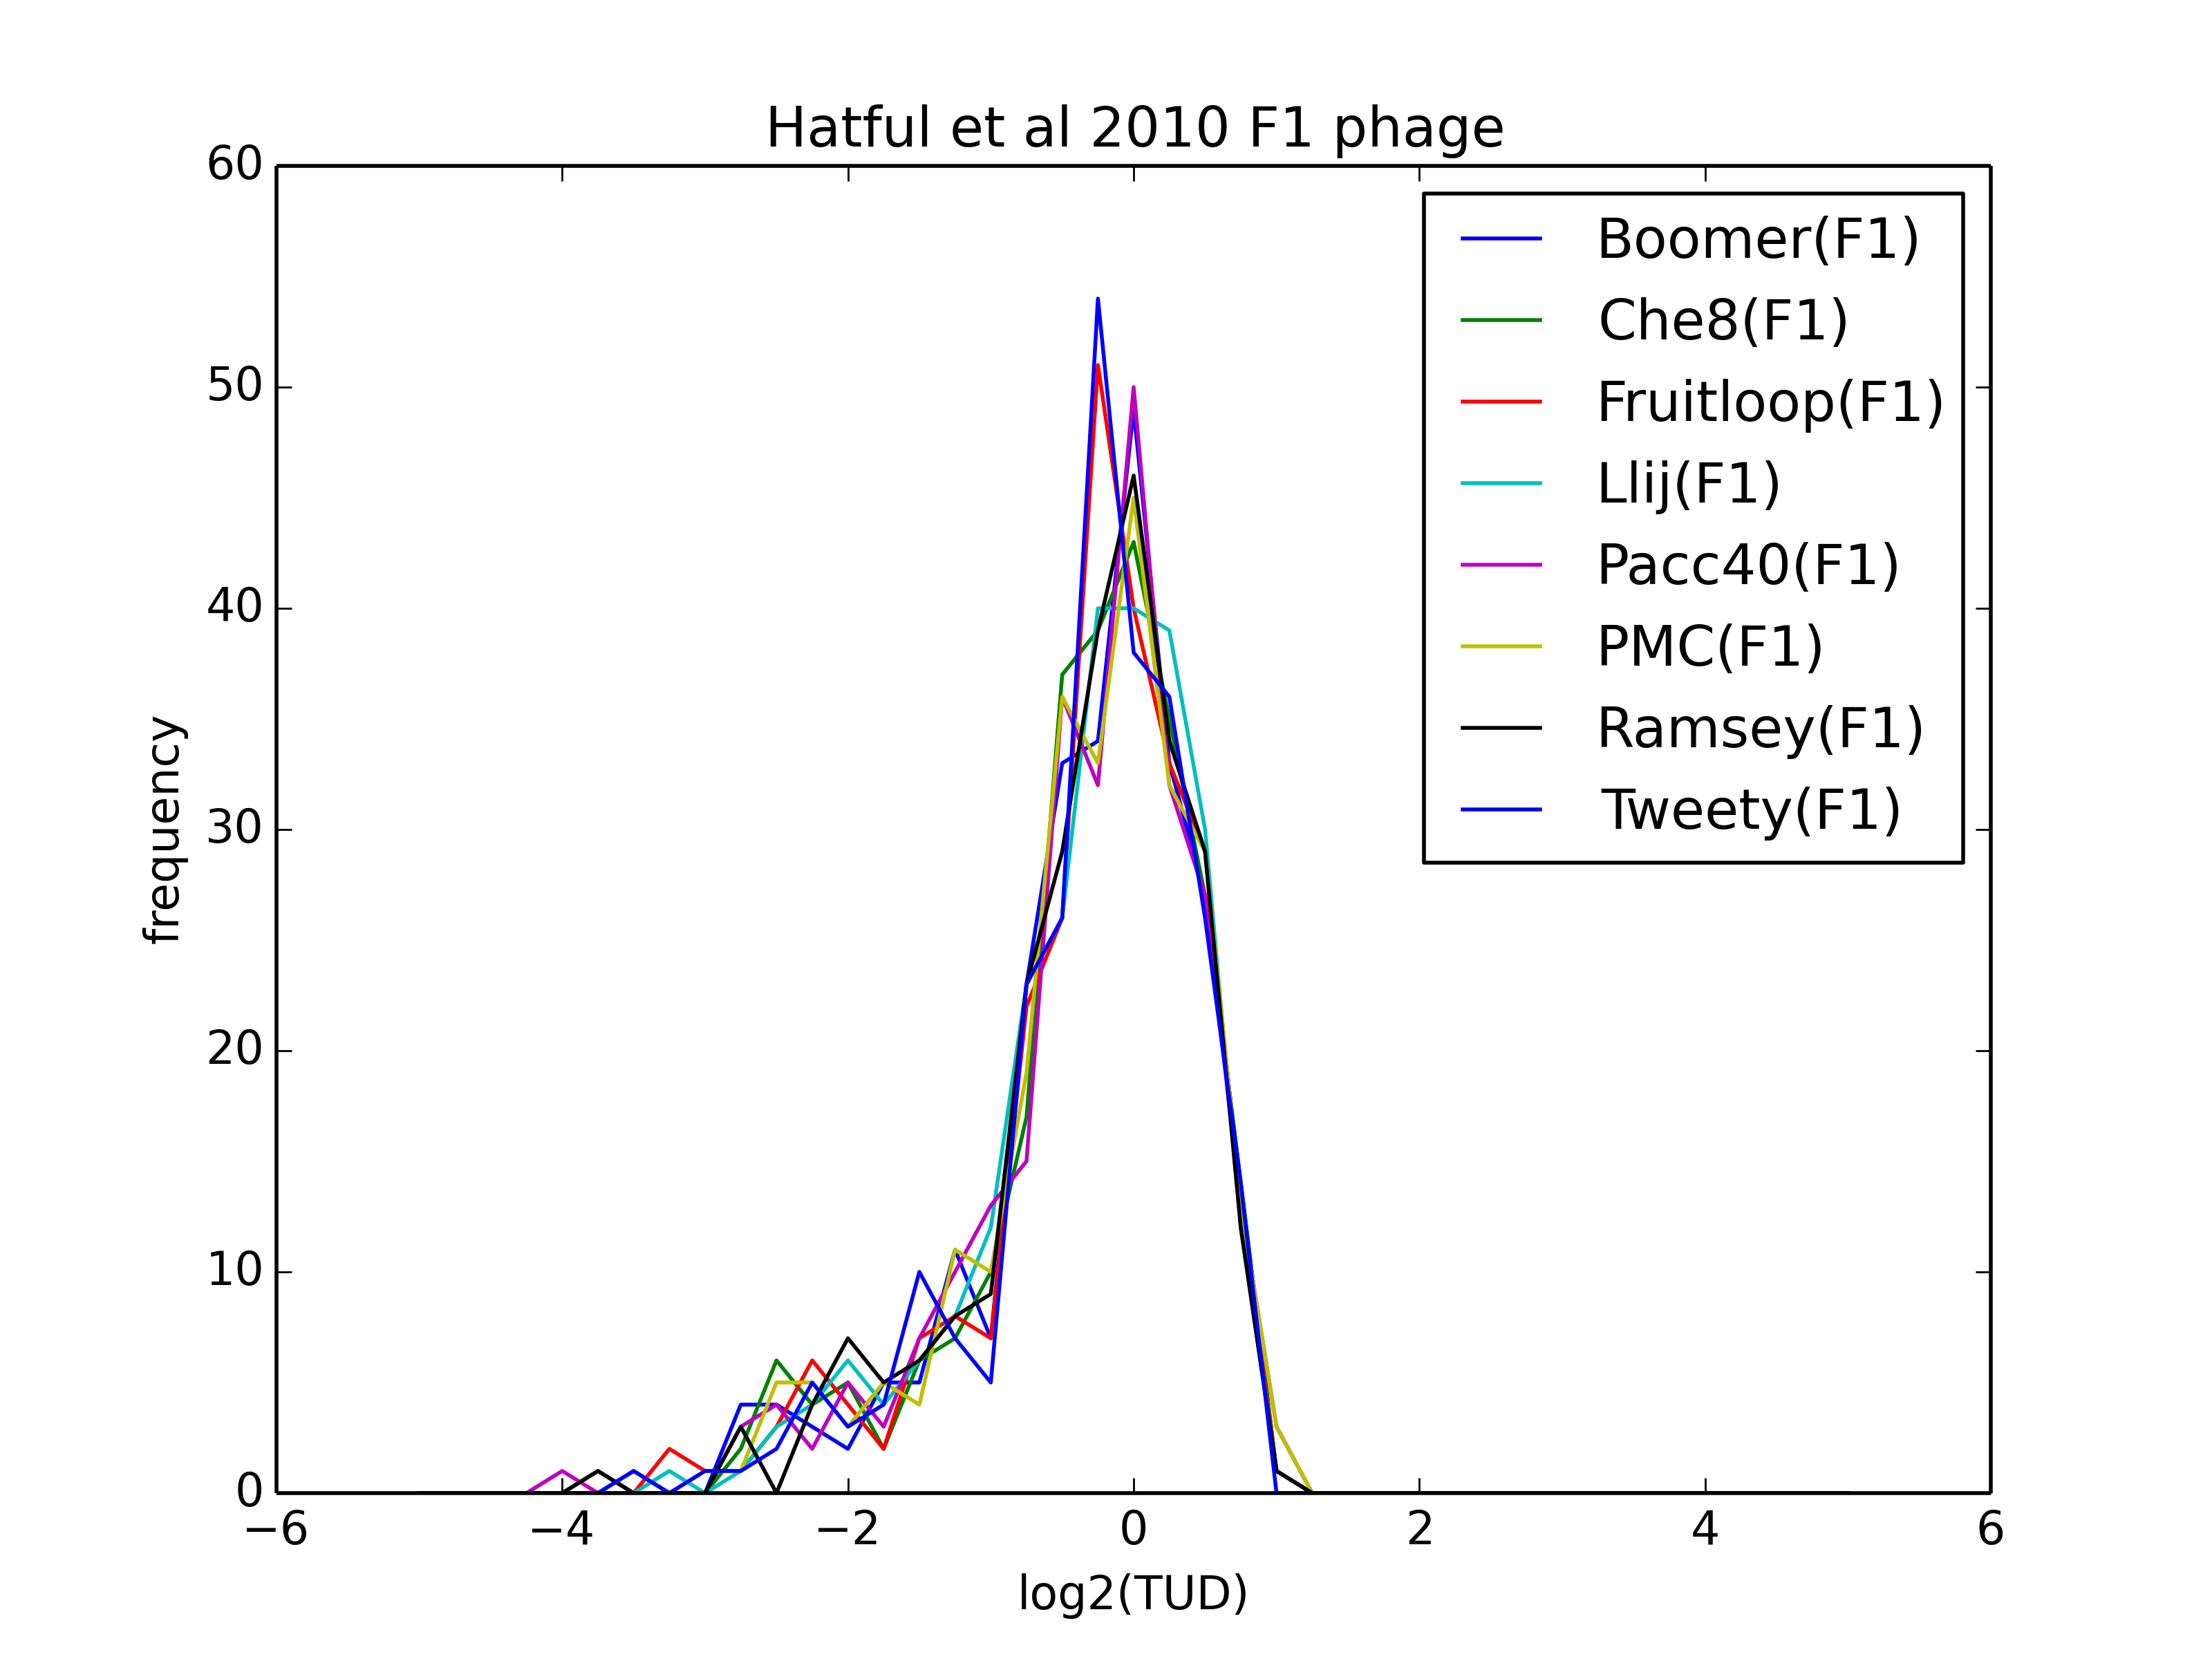 Hatful et al 2010 F1 phage
60
50
40
30
20
10
0
frequency
−6
−4
−2
0
2
4
6
log2(TUD)
Boomer(F1)
Che8(F1)
Fruitloop(F1)
Llij(F1)
Pacc40(F1)
PMC(F1)
Ramsey(F1)
Tweety(F1)